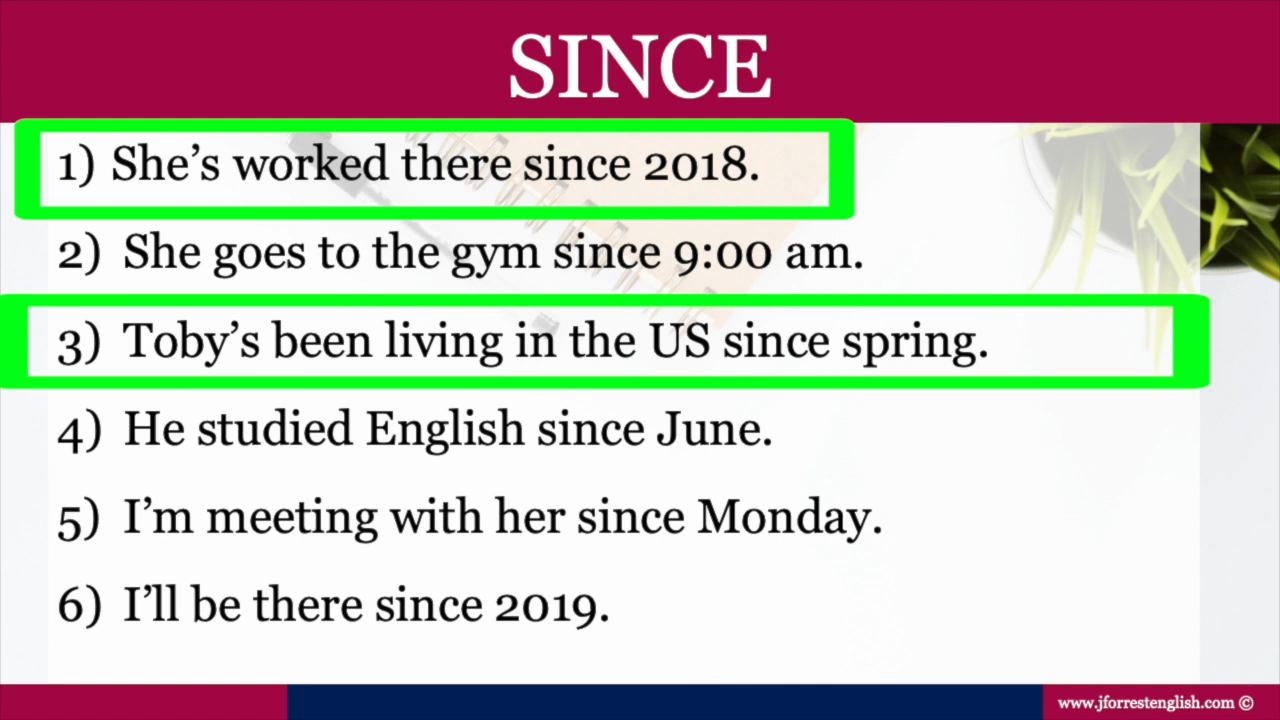 SINCE
1) She’s worked there since 2018.
2) She goes to the gym since 9:00 am.
3) Toby’s been living in the US since spring.
4) He studied English since June.
5) I’m meeting with her since Monday.
6) I’ll be there since 2019.
www.jforrestenglish.com ©